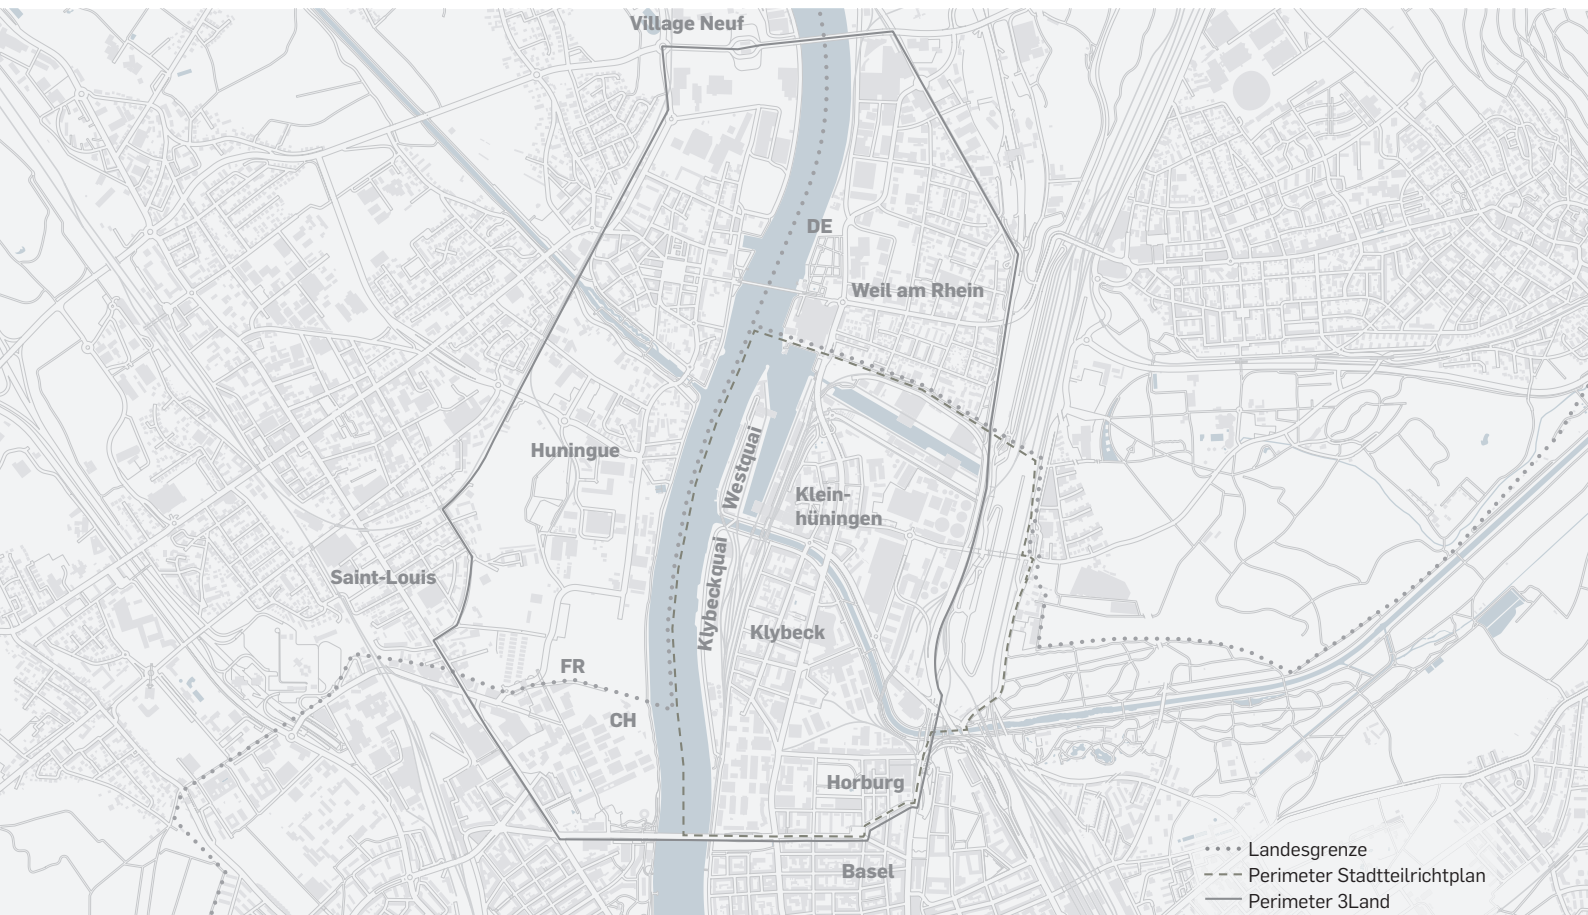 Village Neuf
DE
Weil am Rhein
Huningue
Westquai
Klein-
hüningen
Saint-Louis
Klybeckquai
Klybeck
FR
CH
Horburg
Basel
Landesgrenze
Perimeter Stadtteilrichtplan
Perimeter 3Land